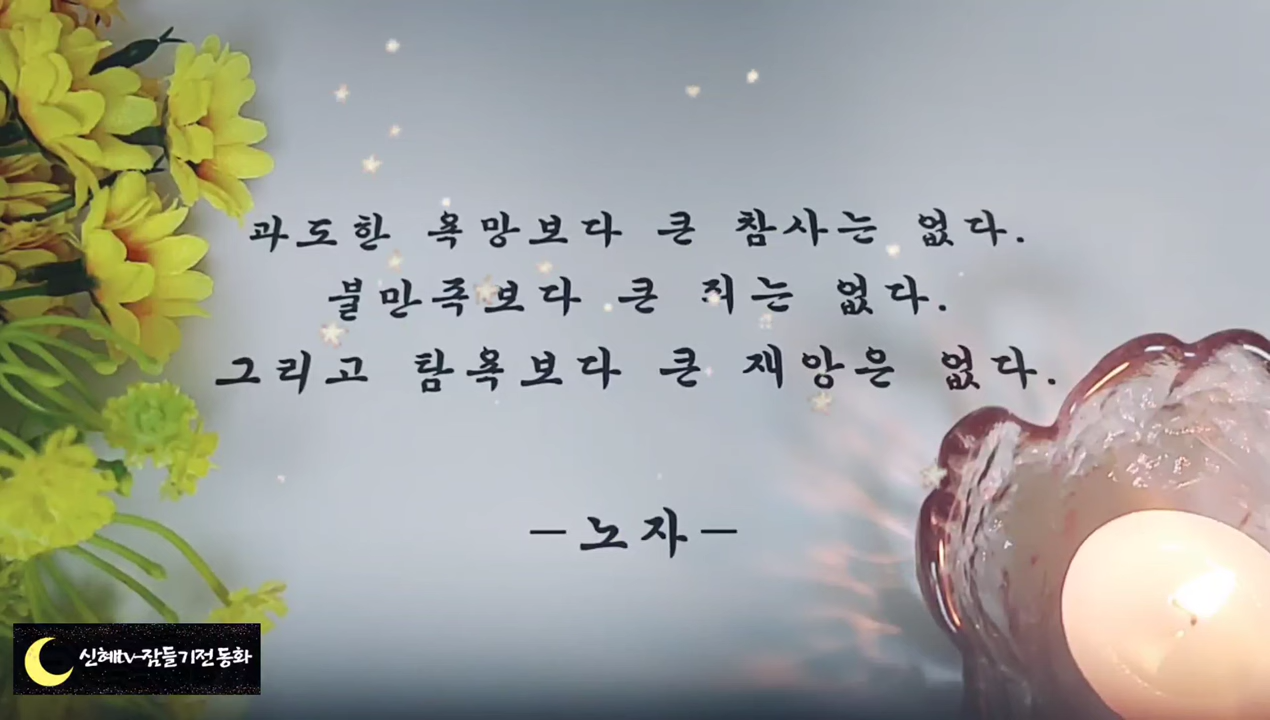 과도한 욕망보다 큰 참사는 없다.
불만족보다 큰 죄는 없다.
그리고 탐욕보다 큰 재앙은 없다.
-노자-
신혜tv-잠들기전 동화